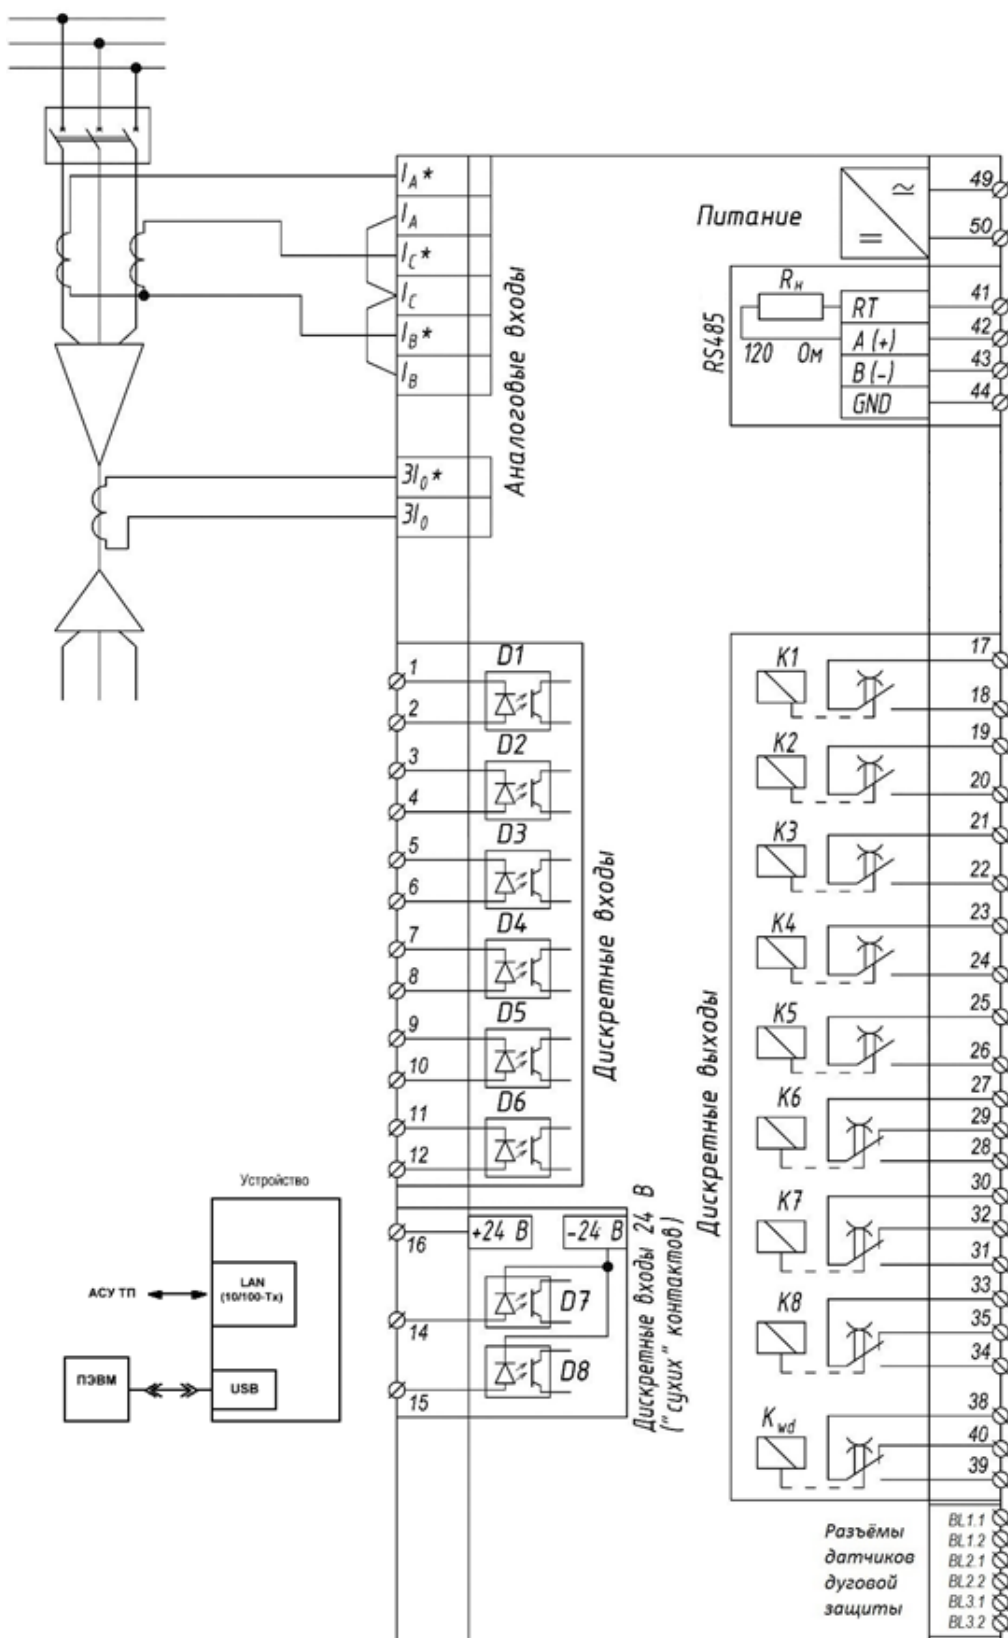 I_A*
I_A
I_C*
I_C
I_B*
I_B
3I_0*
3I_0
Аналоговые входы
Питание
≃
=
49
50
RS485
Rн
120 Ом
RT
A (+)
B (-)
GND
41
42
43
44
D1
1
2
D2
3
4
D3
5
6
D4
7
8
D5
9
10
D6
11
12
Дискретные входы
+24 В
-24 В
16
D7
14
D8
15
Дискретные входы 24 В
("сухих" контактов)
Устройство
LAN
(10/100-Tx)
АСУ ТП
ПЭВМ
USB
Дискретные выходы
K1
17
18
K2
19
20
K3
21
22
K4
23
24
K5
25
26
K6
27
29
28
K7
30
32
31
K8
33
35
34
K_wd
38
40
39
Разъёмы
датчиков
дуговой
защиты
BL1.1
BL1.2
BL2.1
BL2.2
BL3.1
BL3.2